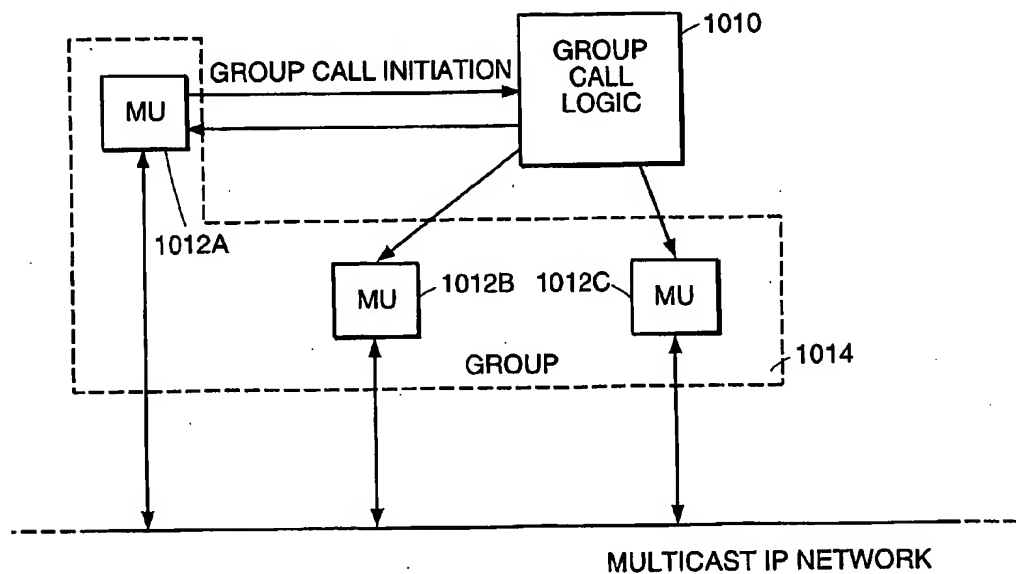 1010
GROUP
CALL
LOGIC
GROUP CALL INITIATION
MU
1012A
MU
1012B
1012C
MU
GROUP
1014
MULTICAST IP NETWORK